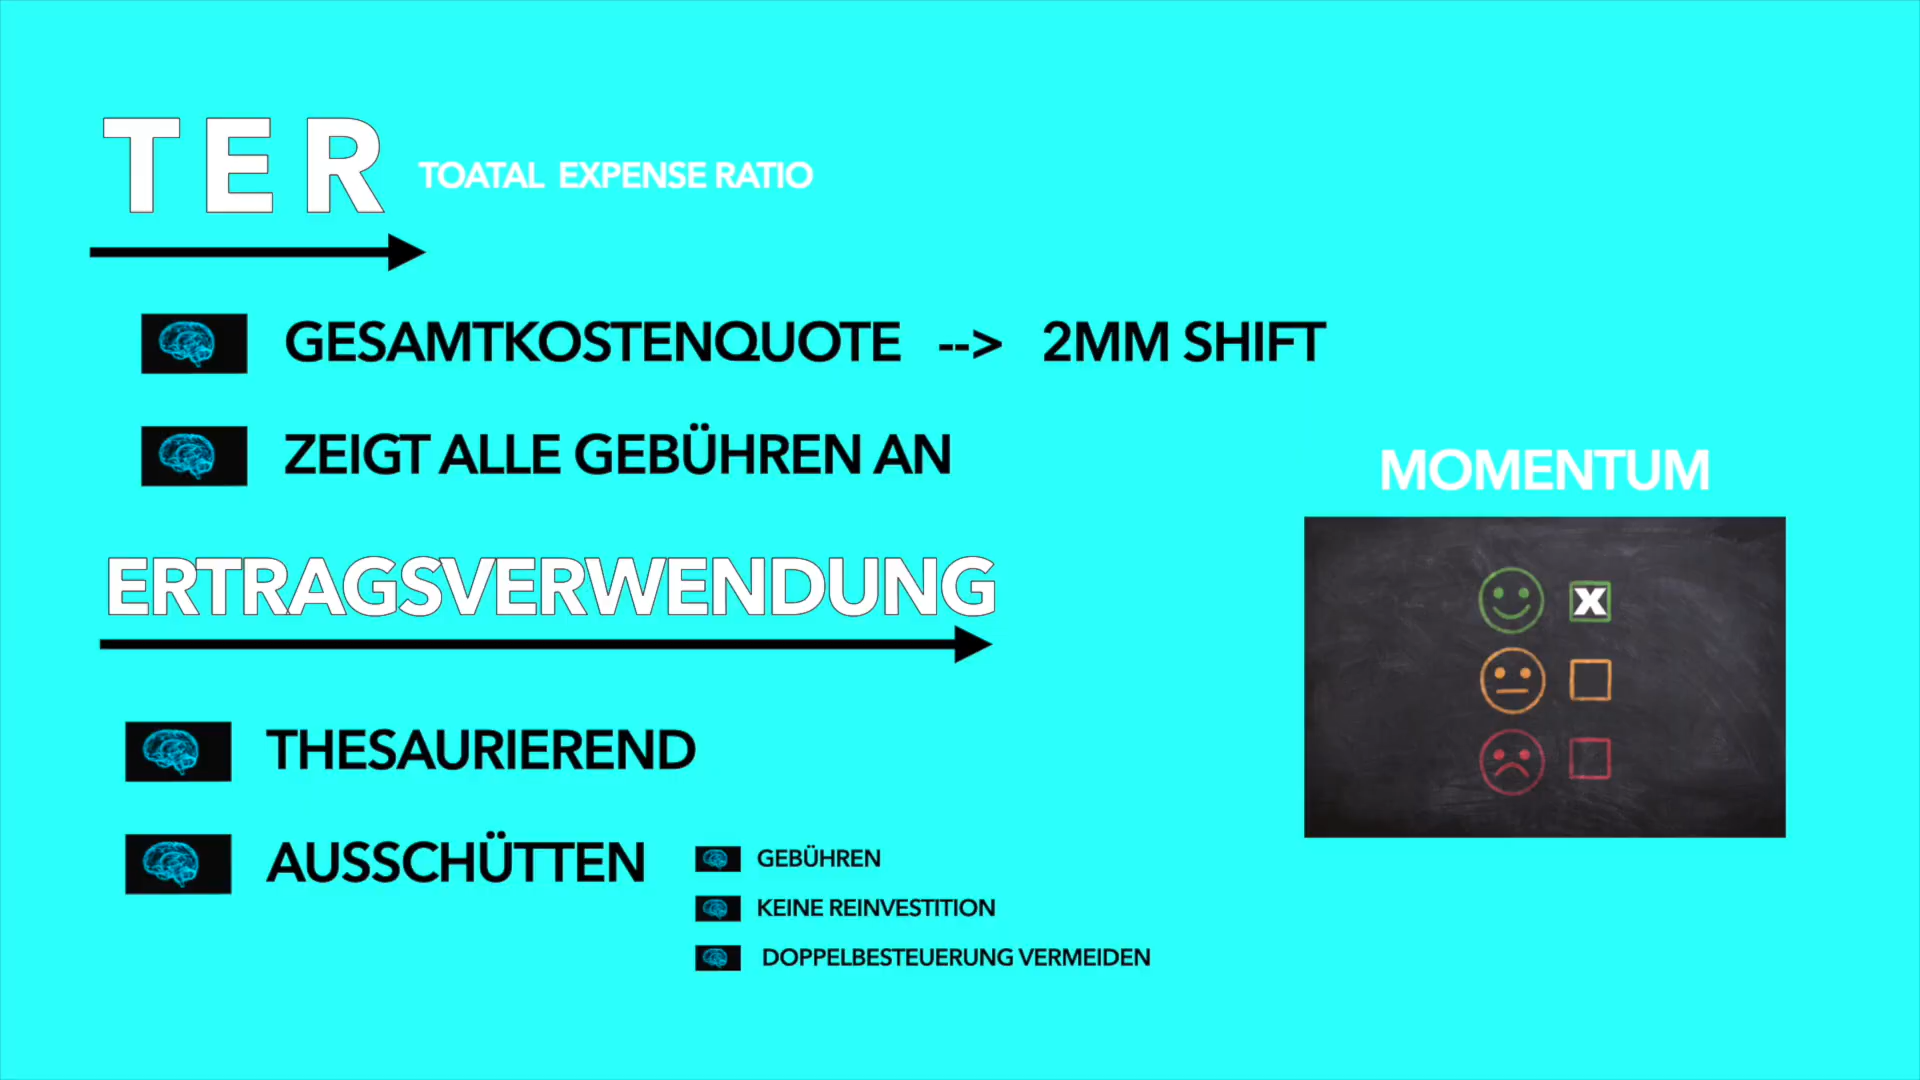 TER
TOATAL EXPENSE RATIO
GESAMTKOSTENQUOTE --> 2MM SHIFT
ZEIGT ALLE GEBÜHREN AN
MOMENTUM
X
ERTRAGSVERWENDUNG
THESAURIEREND
AUSSCHÜTTEN
GEBÜHREN
KEINE REINVESTITION
DOPPELBESTEUERUNG VERMEIDEN